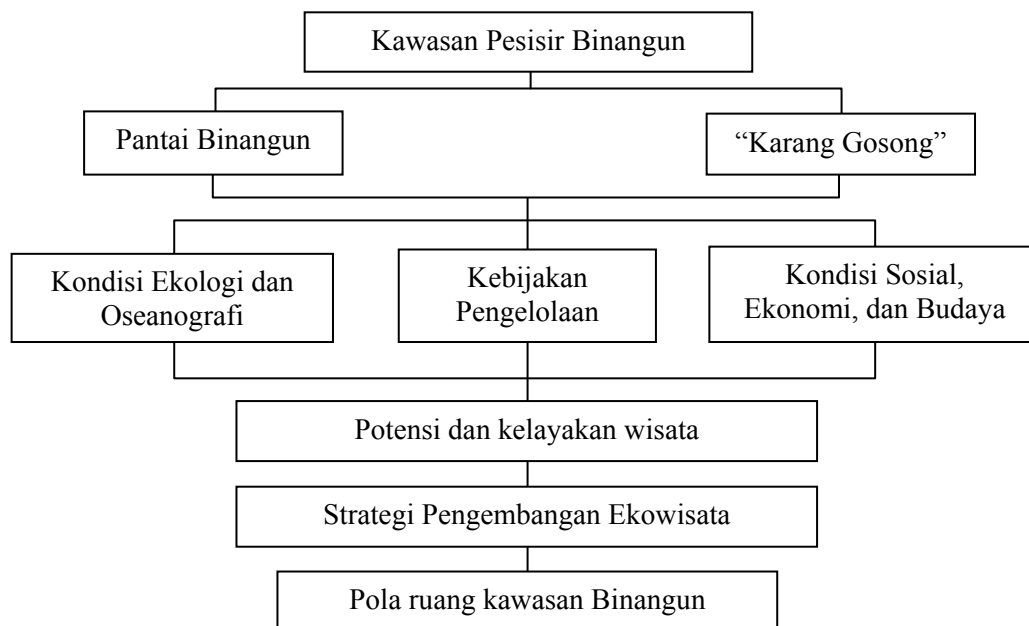 Kawasan Pesisir Binangun
Pantai Binangun
“Karang Gosong”
Kondisi Ekologi dan
Oseanografi
Kebijakan
Pengelolaan
Kondisi Sosial,
Ekonomi, dan Budaya
Potensi dan kelayakan wisata
Strategi Pengembangan Ekowisata
Pola ruang kawasan Binangun